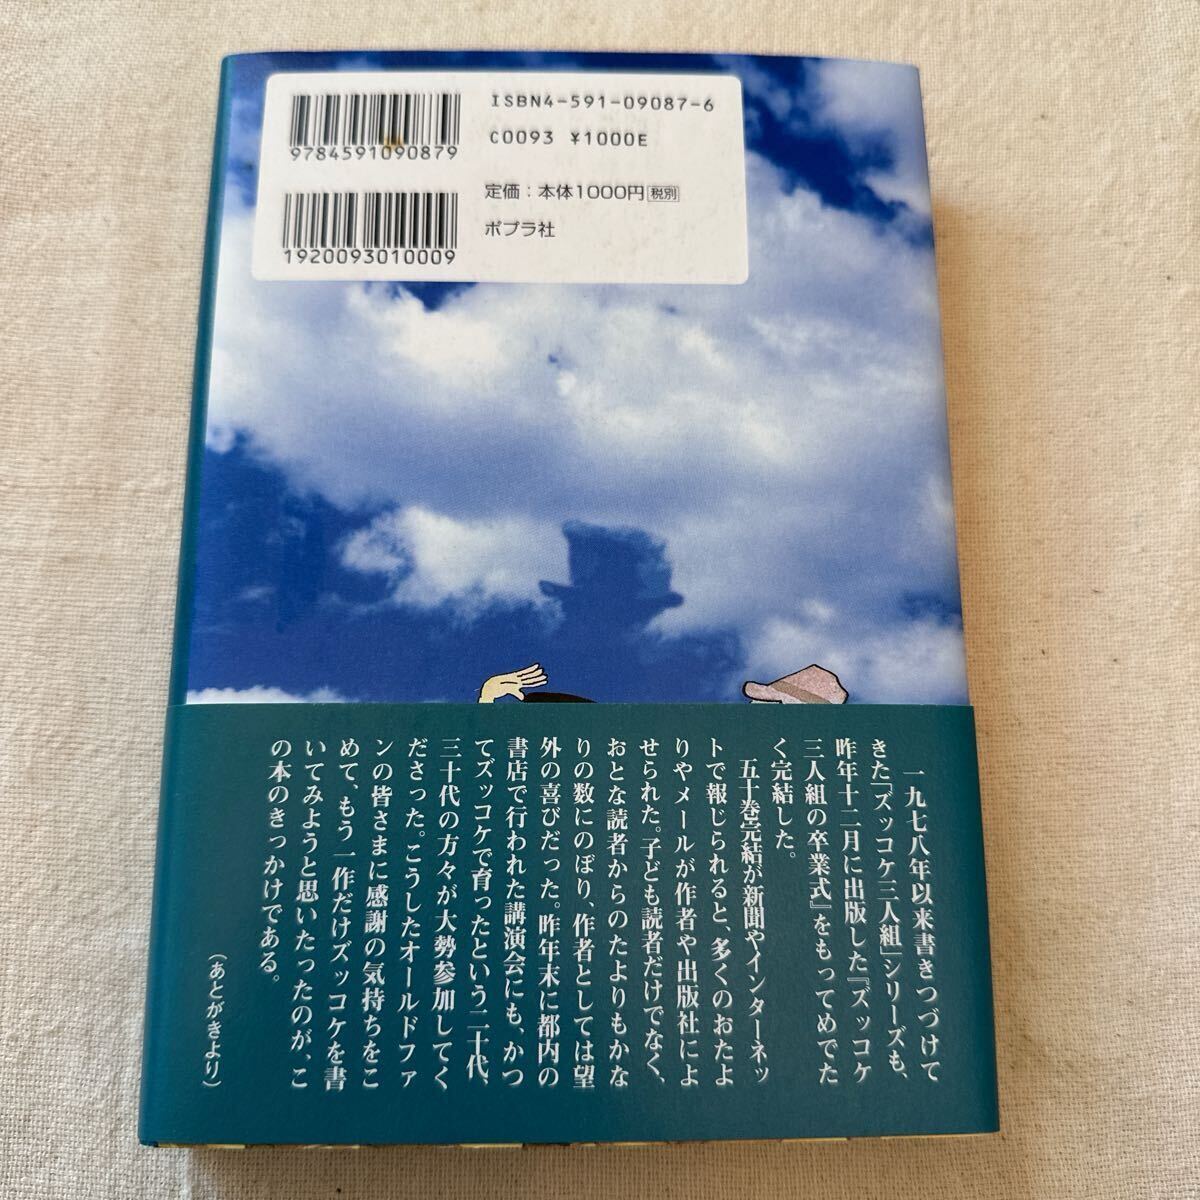 ISBN4-591-09087-6
C0093 ¥1000E
9784591090879
定価：本体1000円 税別
1920093010009
ポプラ社
一九七八年以来書きつづけて
きた『ズッコケ三人組』シリーズも、
昨年十二月に出版した『ズッコケ
三人組の卒業式』をもってめでた
く完結した。
五十巻完結が新聞やインターネッ
トで報じられると、多くのおたよ
りやメールが作者や出版社によ
せられた。子ども読者だけでなく、
おとな読者からのたよりもかな
りの数にのぼり、作者としては望
外の喜びだった。昨年末に都内の
書店で行われた講演会にも、かつ
てズッコケで育ったという二十代、
三十代の方々が大勢参加してく
ださった。こうしたオールドファ
ンの皆さまに感謝の気持ちをこ
めて、もう一作だけズッコケを書
いてみようと思いたったのが、こ
の本のきっかけである。
（あとがきより）